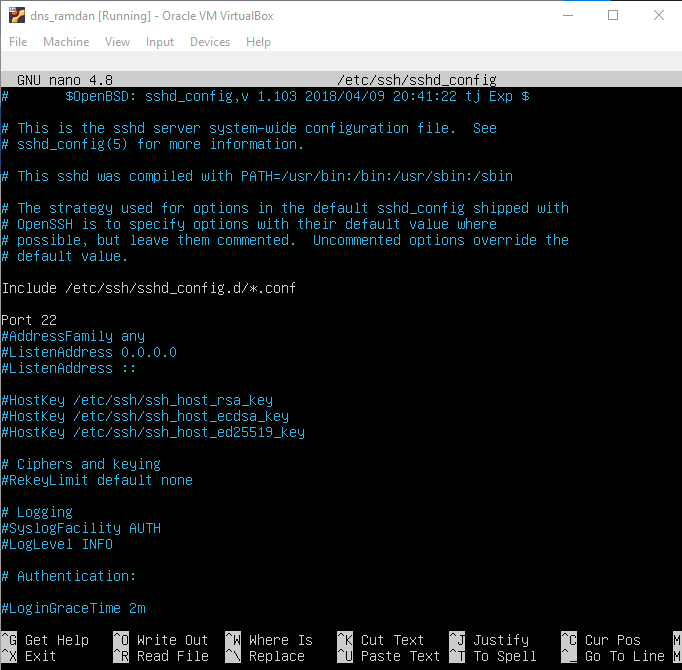 dns_ramdan [Running] - Oracle VM VirtualBox
File Machine View Input Devices Help
GNU nano 4.8 /etc/ssh/sshd_config
# $OpenBSD: sshd_config,v 1.103 2018/04/09 20:41:22 tj Exp $
# This is the sshd server system-wide configuration file. See
# sshd_config(5) for more information.
# This sshd was compiled with PATH=/usr/bin:/bin:/usr/sbin:/sbin
# The strategy used for options in the default sshd_config shipped with
# OpenSSH is to specify options with their default value where
# possible, but leave them commented. Uncommented options override the
# default value.
Include /etc/ssh/sshd_config.d/*.conf
Port 22
#AddressFamily any
#ListenAddress 0.0.0.0
#ListenAddress ::
#HostKey /etc/ssh/ssh_host_rsa_key
#HostKey /etc/ssh/ssh_host_ecdsa_key
#HostKey /etc/ssh/ssh_host_ed25519_key
# Ciphers and keying
#RekeyLimit default none
# Logging
#SyslogFacility AUTH
#LogLevel INFO
# Authentication:
#LoginGraceTime 2m
^G Get Help ^O Write Out ^W Where Is ^K Cut Text ^J Justify ^C Cur Pos M
^X Exit ^R Read File ^\ Replace ^U Paste Text ^T To Spell ^_ Go To Line M